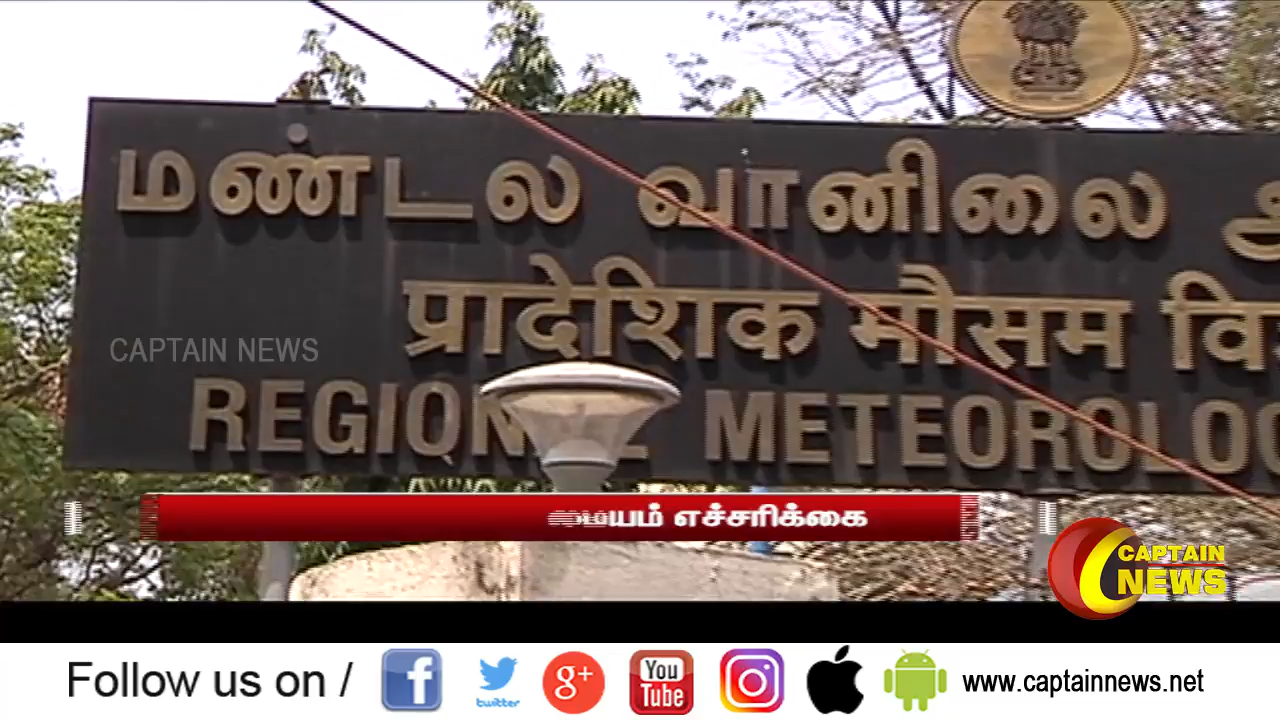 மண்டல வானிலை
प्रादेशिक मौसम
CAPTAIN NEWS
REGIONAL METEOROLO
மையம் எச்சரிக்கை
CAPTAIN
NEWS
Follow us on / f twitter g+ You Tube www.captainnews.net